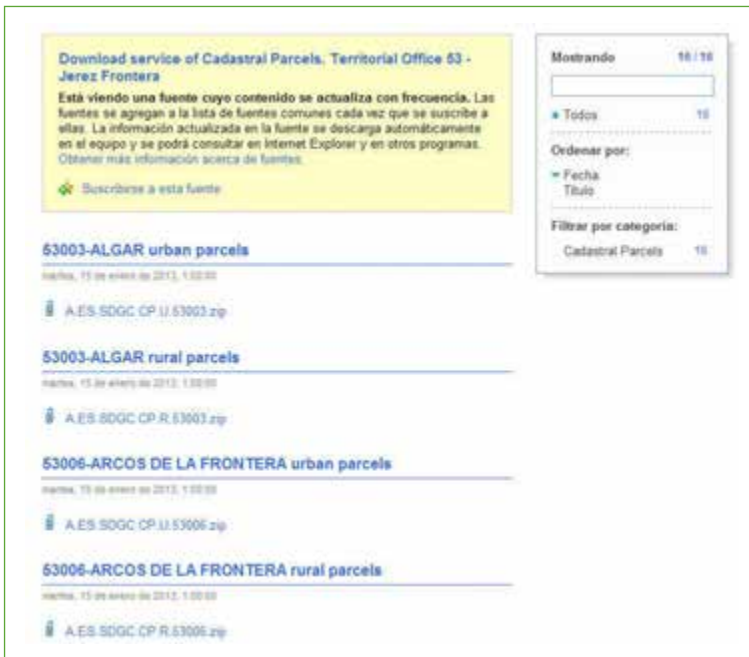 Download service of Cadastral Parcels. Territorial Office 53 -
Jerez Frontera
Está viendo una fuente cuyo contenido se actualiza con frecuencia. Las
fuentes se agregan a la lista de fuentes comunes cada vez que se suscribe a
ellas. La información actualizada en la fuente se descarga automáticamente
en el equipo y se podrá consultar en Internet Explorer y en otros programas.
Obtener más información acerca de fuentes.
Suscribirse a esta fuente
53003-ALGAR urban parcels
martes, 15 de enero de 2013, 1:00:00
A.ES.SDGC.CP.U.53003.zip
53003-ALGAR rural parcels
martes, 15 de enero de 2013, 1:00:00
A.ES.SDGC.CP.R.53003.zip
53006-ARCOS DE LA FRONTERA urban parcels
martes, 15 de enero de 2013, 1:00:00
A.ES.SDGC.CP.U.53006.zip
53006-ARCOS DE LA FRONTERA rural parcels
martes, 15 de enero de 2013, 1:00:00
A.ES.SDGC.CP.R.53006.zip
Mostrando
Todos
Ordenar por:
Fecha
Título
Filtrar por categoría:
Cadastral Parcels